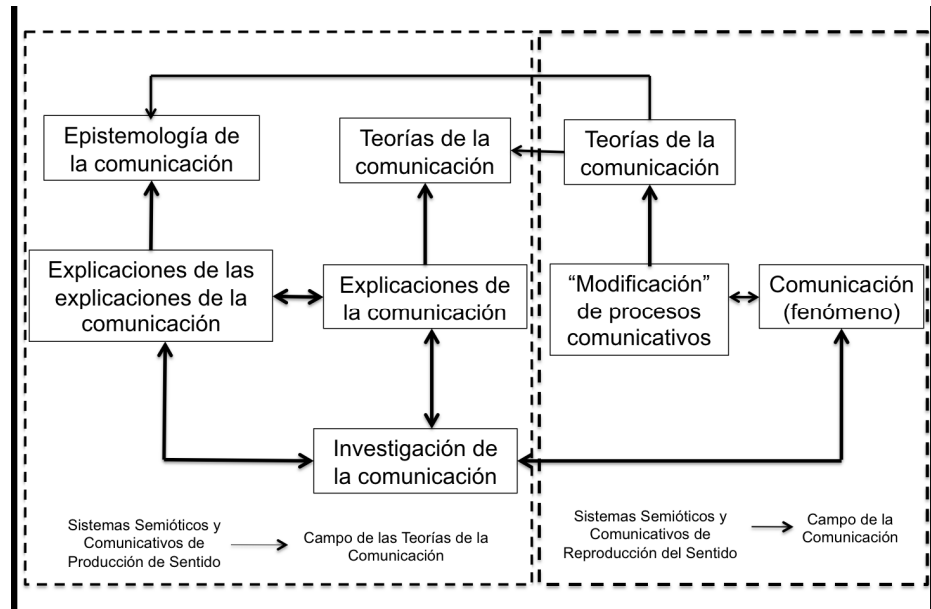 Epistemología de
la comunicación
Teorías de la
comunicación
Teorías de la
comunicación
Explicaciones de las
explicaciones de la
comunicación
Explicaciones de
la comunicación
“Modificación”
de procesos
comunicativos
Comunicación
(fenómeno)
Investigación de
la comunicación
Sistemas Semióticos y
Comunicativos de
Producción de Sentido
Campo de las Teorías de la
Comunicación
Sistemas Semióticos y
Comunicativos de
Reproducción del Sentido
Campo de la
Comunicación